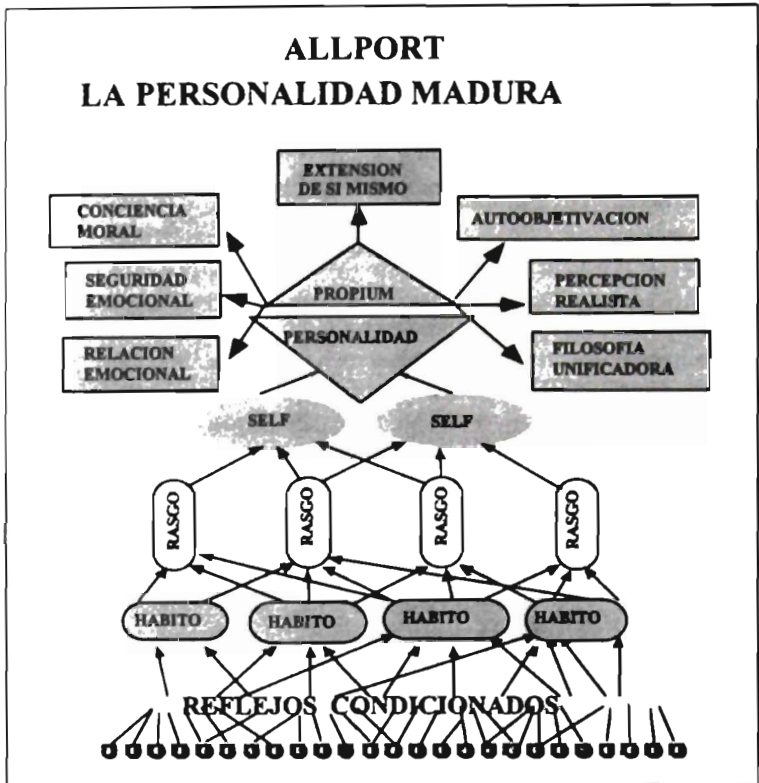 ALLPORT
LA PERSONALIDAD MADURA
EXTENSION
DE SI MISMO
CONCIENCIA
MORAL
AUTOOBJETIVACION
SEGURIDAD
EMOCIONAL
PROPIUM
PERCEPCION
REALISTA
PERSONALIDAD
RELACION
EMOCIONAL
FILOSOFIA
UNIFICADORA
SELF
SELF
RASGO
RASGO
RASGO
RASGO
HABITO
HABITO
HABITO
HABITO
REFLEJOS CONDICIONADOS